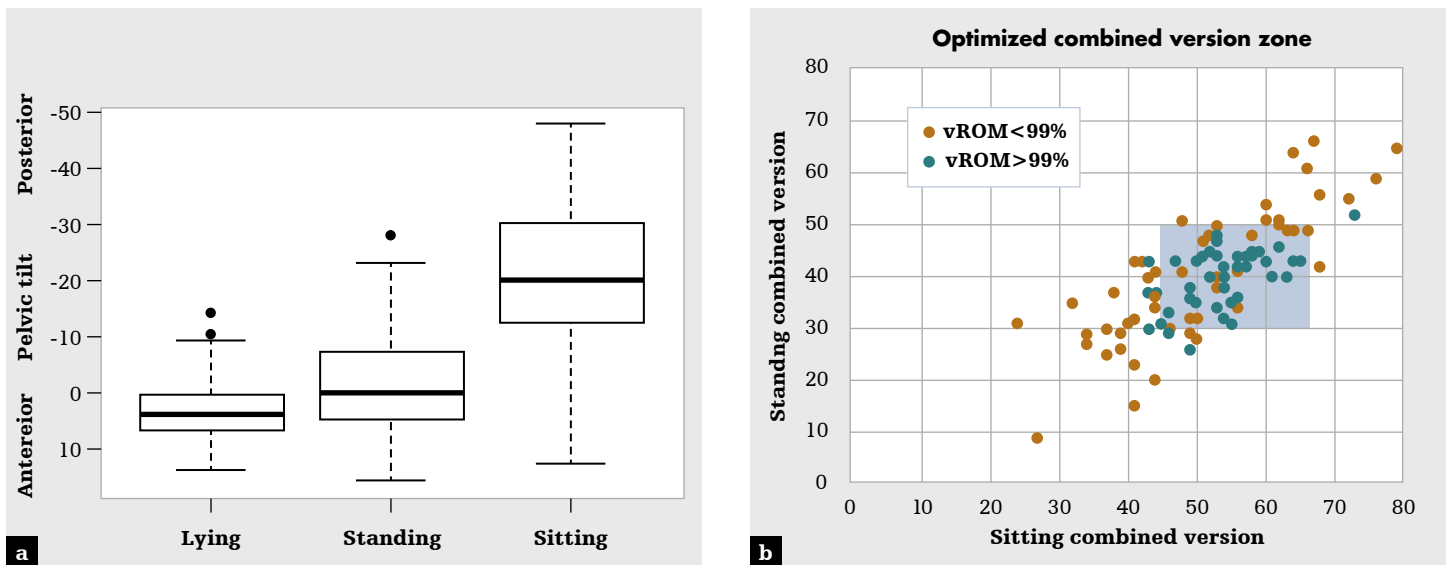 Posterior
Pelvic tilt
Antereior
-50
-40
-30
-20
-10
0
10
Lying
Standing
Sitting
a
Optimized combined version zone
Standng combined version
80
70
60
50
40
30
20
10
0
vROM<99%
vROM>99%
0 10 20 30 40 50 60 70 80
Sitting combined version
b